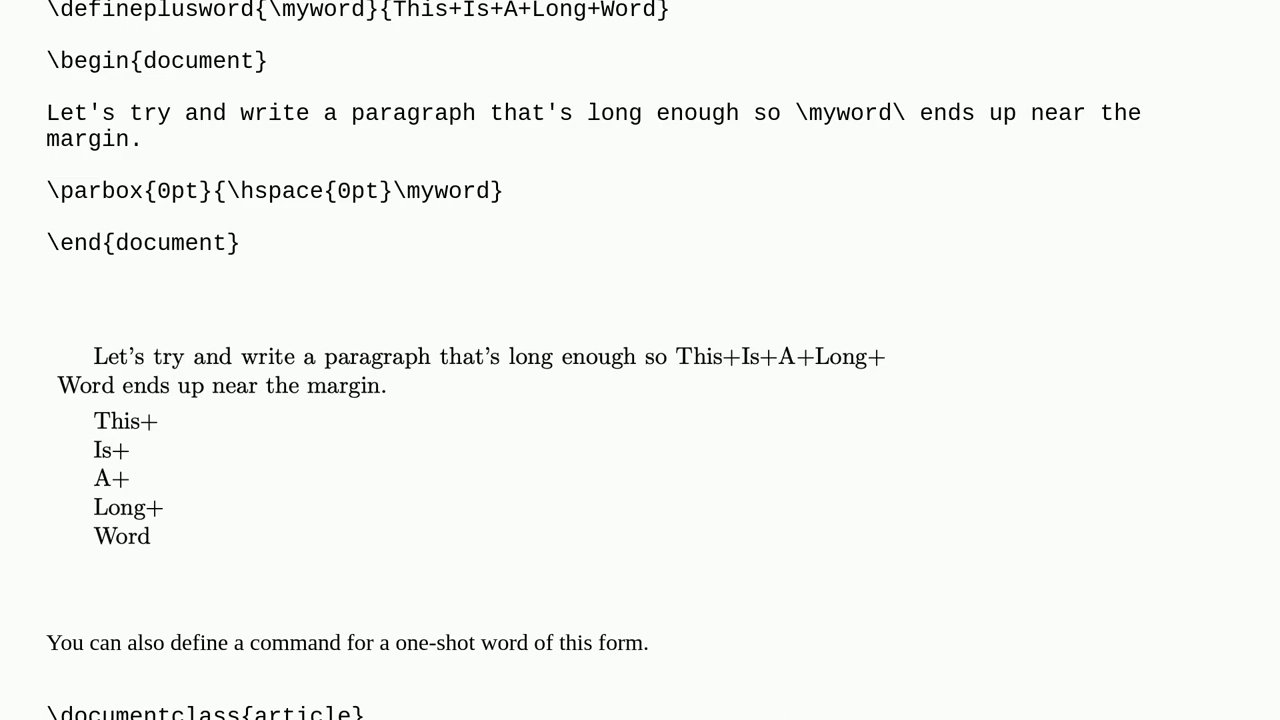 \defineplusword{\myword}{This+Is+A+Long+Word}
\begin{document}
Let's try and write a paragraph that's long enough so \myword\ ends up near the
margin.
\parbox{0pt}{\hspace{0pt}\myword}
\end{document}
Let’s try and write a paragraph that’s long enough so This+Is+A+Long+
Word ends up near the margin.
This+
Is+
A+
Long+
Word
You can also define a command for a one-shot word of this form.
\documentclass{article}